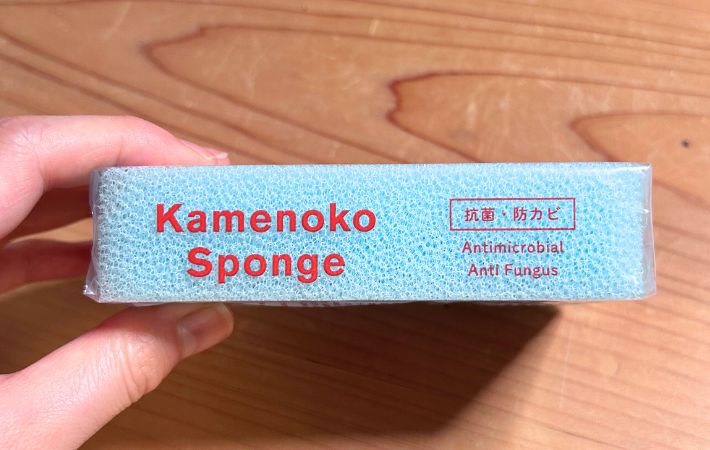 Kamenoko
Sponge
抗菌・防カビ
Antimicrobial
Anti Fungus